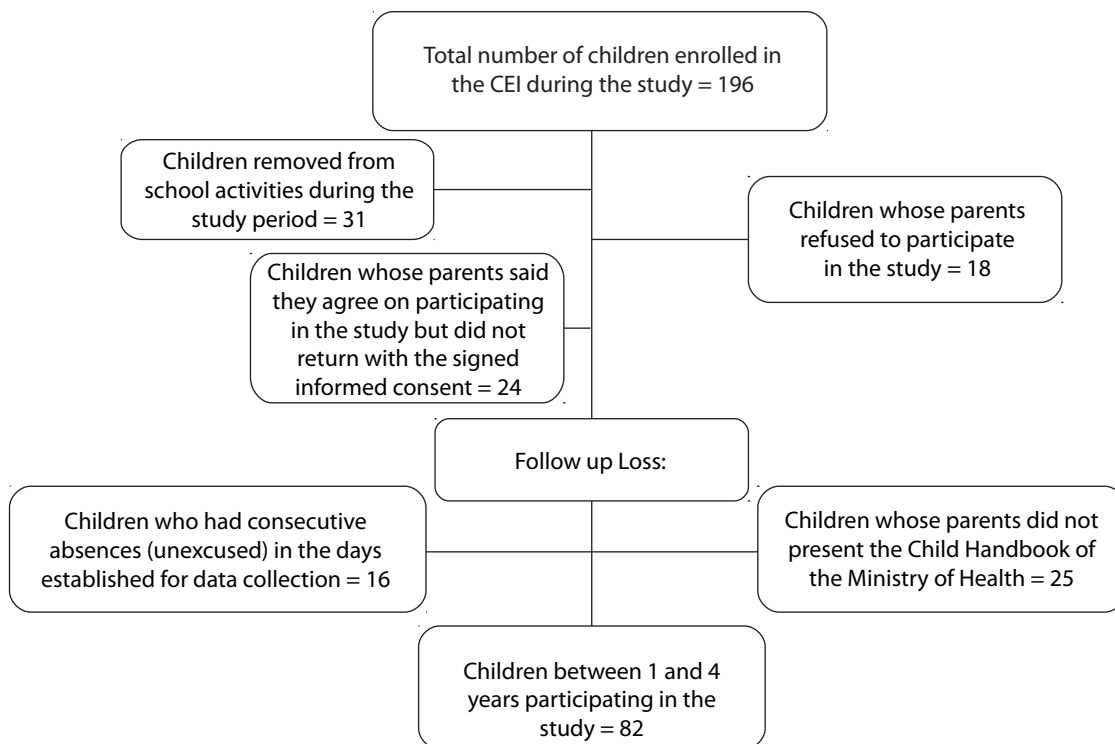 Total number of children enrolled in
the CEI during the study = 196
Children removed from
school activities during the
study period = 31
Children whose parents
refused to participate
in the study = 18
Children whose parents said
they agree on participating
in the study but did not
return with the signed
informed consent = 24
Follow up Loss:
Children who had consecutive
absences (unexcused) in the days
established for data collection = 16
Children whose parents did not
present the Child Handbook of
the Ministry of Health = 25
Children between 1 and 4
years participating in the
study = 82